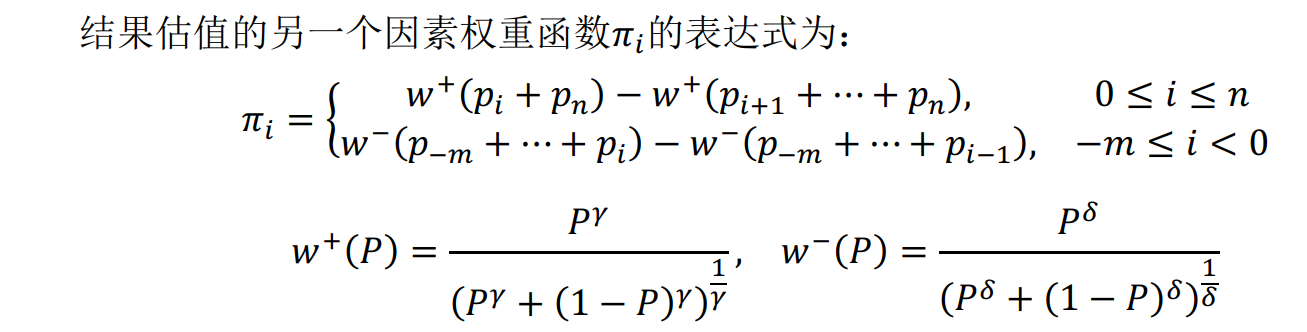 结果估值的另一个因素权重函数π_i的表达式为：
π_i = { w⁺(p_i + p_n) − w⁺(p_{i+1} + ⋯ + p_n), 0 ≤ i ≤ n
w⁻(p_{−m} + ⋯ + p_i) − w⁻(p_{−m} + ⋯ + p_{i−1}), −m ≤ i < 0
w⁺(P) = P^γ / (P^γ + (1 − P)^γ)^{1/γ}, w⁻(P) = P^δ / (P^δ + (1 − P)^δ)^{1/δ}